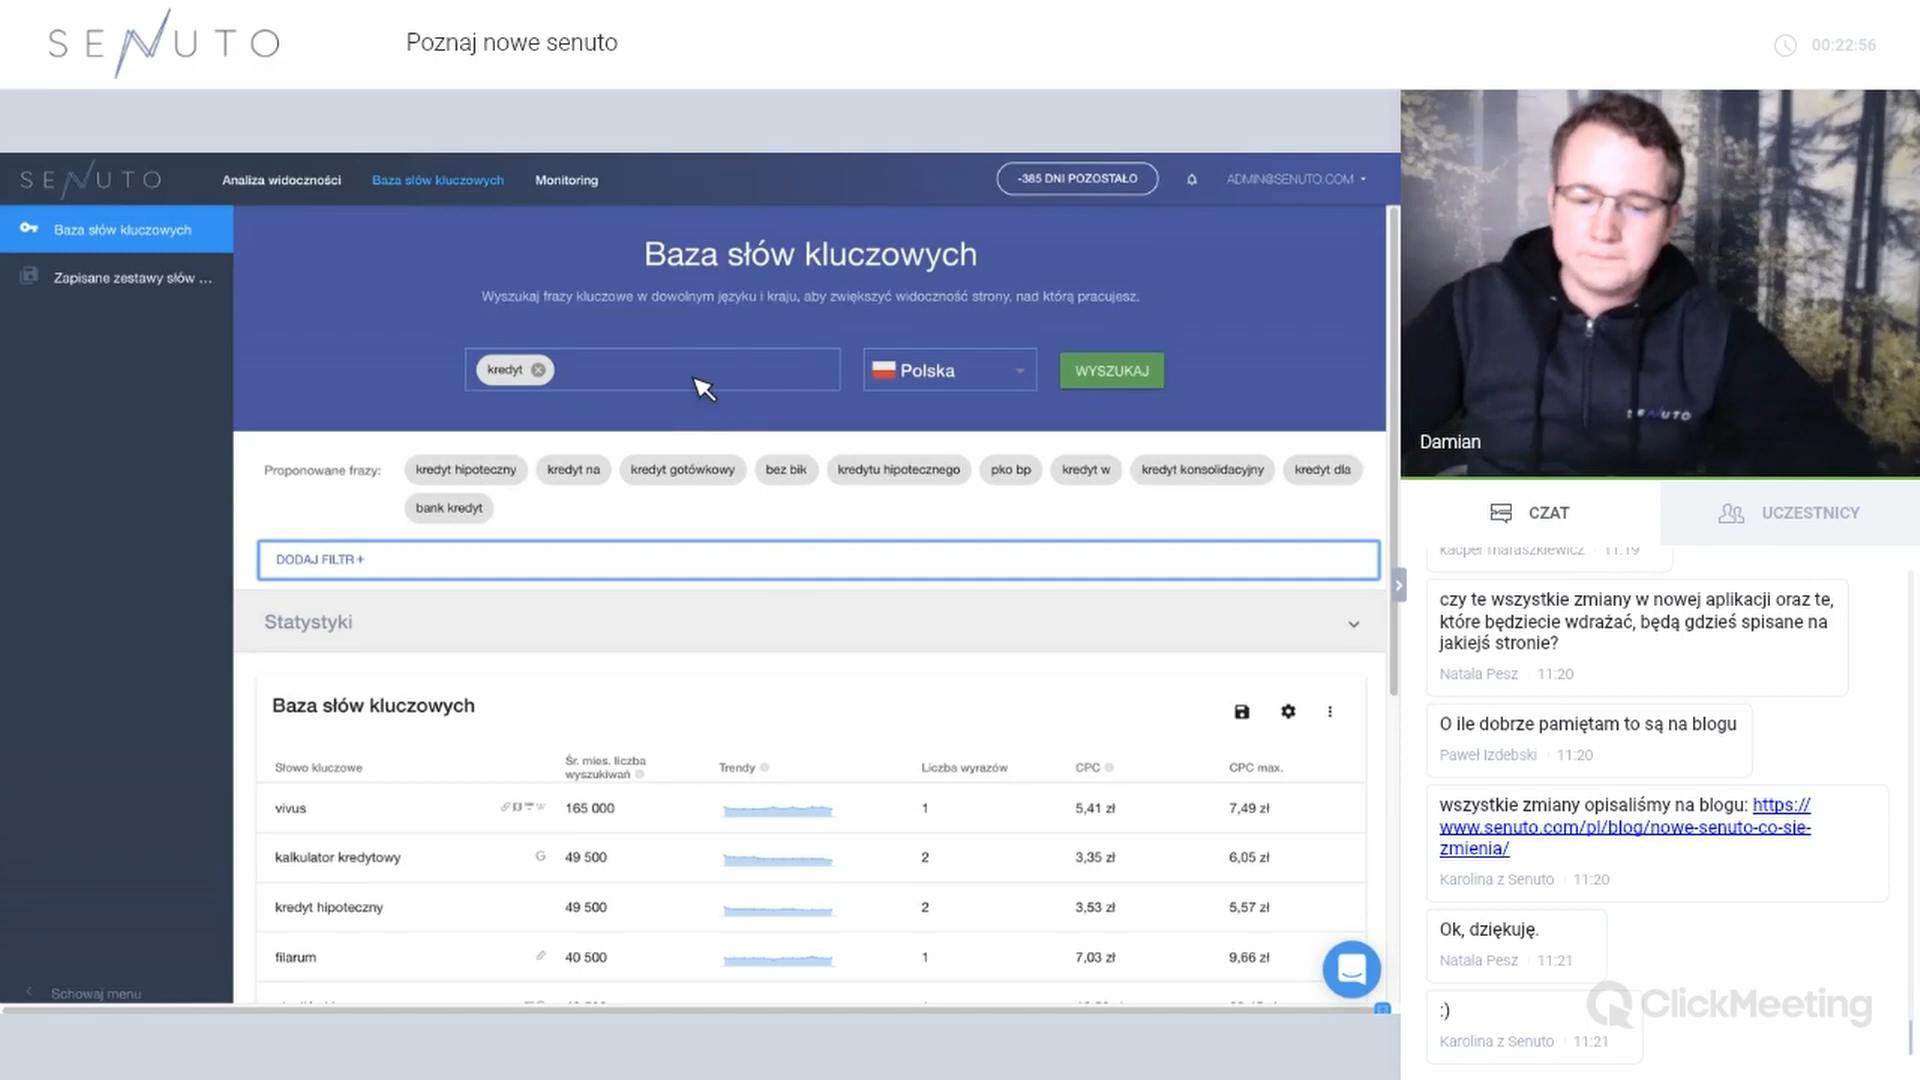 SENUTO
Poznaj nowe senuto
00:22:56
SENUTO
Analiza widoczności
Baza słów kluczowych
Monitoring
-385 DNI POZOSTAŁO
ADMIN@SENUTO.COM
Baza słów kluczowych
Zapisane zestawy słów ...
Schowaj menu
Baza słów kluczowych
Wyszukaj frazy kluczowe w dowolnym języku i kraju, aby zwiększyć widoczność strony, nad którą pracujesz.
kredyt
Polska
WYSZUKAJ
Proponowane frazy:
kredyt hipoteczny
kredyt na
kredyt gotówkowy
bez bik
kredytu hipotecznego
pko bp
kredyt w
kredyt konsolidacyjny
kredyt dla
bank kredyt
DODAJ FILTR +
Statystyki
Baza słów kluczowych
Słowo kluczowe
Śr. mies. liczba
wyszukiwań
Trendy
Liczba wyrazów
CPC
CPC max.
vivus 165 000 1 5,41 zł 7,49 zł
kalkulator kredytowy G 49 500 2 3,35 zł 6,05 zł
kredyt hipoteczny 49 500 2 3,53 zł 5,57 zł
filarum 40 500 1 7,03 zł 9,66 zł
Damian
SENUTO
CZAT
UCZESTNICY
kacper maraszkiewicz 11:19
czy te wszystkie zmiany w nowej aplikacji oraz te,
które będziecie wdrażać, będą gdzieś spisane na
jakiejś stronie?
Natala Pesz 11:20
O ile dobrze pamiętam to są na blogu
Paweł Izdebski 11:20
wszystkie zmiany opisaliśmy na blogu: https://
www.senuto.com/pl/blog/nowe-senuto-co-sie-
zmienia/
Karolina z Senuto 11:20
Ok, dziękuję.
Natala Pesz 11:21
:)
Karolina z Senuto 11:21
ClickMeeting